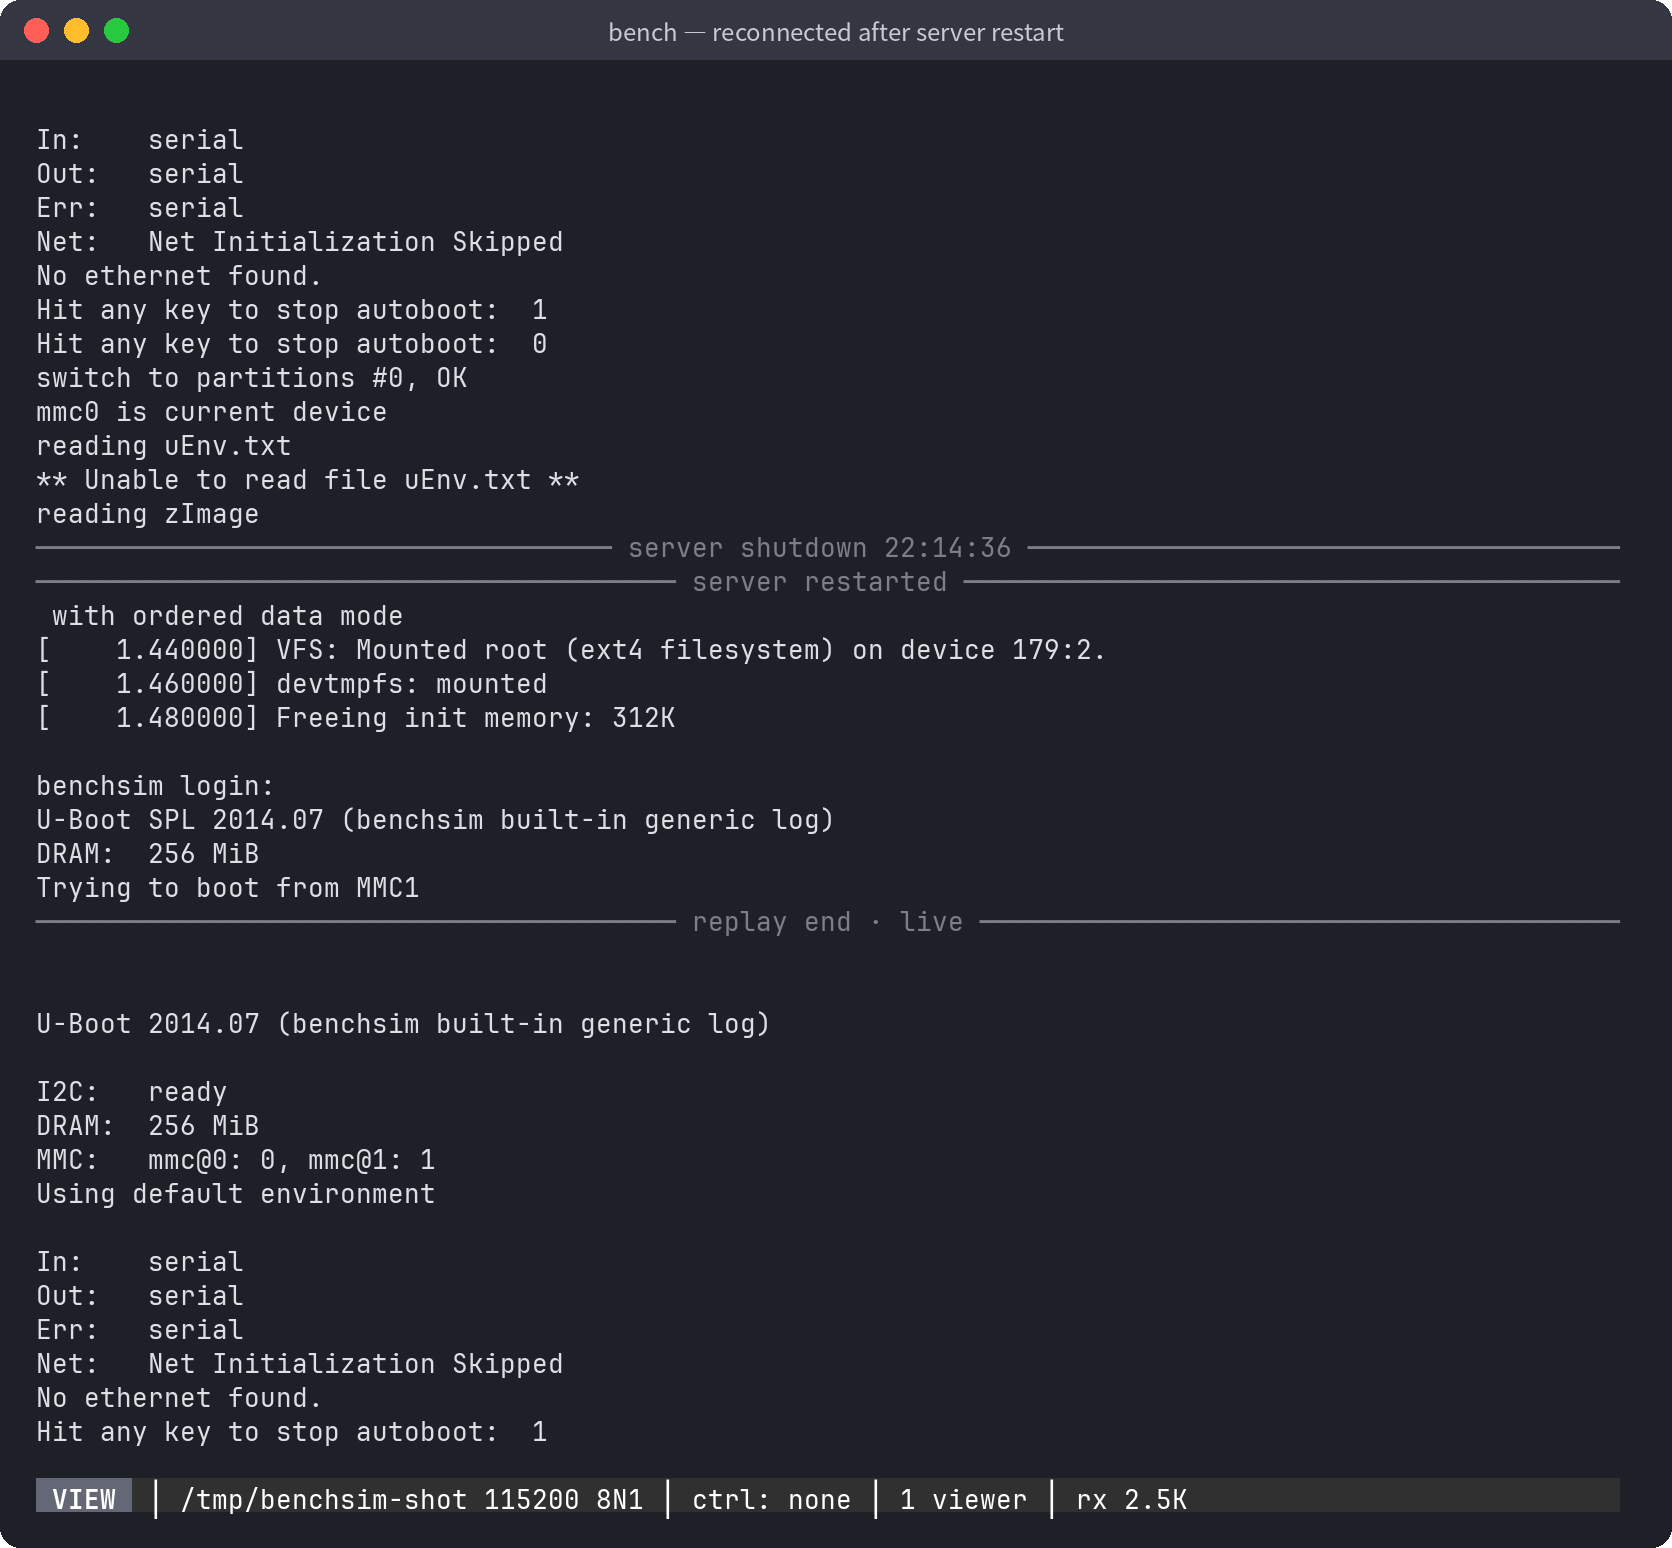 bench — reconnected after server restart
In:    serial
Out:   serial
Err:   serial
Net:   Net Initialization Skipped
No ethernet found.
Hit any key to stop autoboot:  1
Hit any key to stop autoboot:  0
switch to partitions #0, OK
mmc0 is current device
reading uEnv.txt
** Unable to read file uEnv.txt **
reading zImage
server shutdown 22:14:36
server restarted
 with ordered data mode
[    1.440000] VFS: Mounted root (ext4 filesystem) on device 179:2.
[    1.460000] devtmpfs: mounted
[    1.480000] Freeing init memory: 312K
benchsim login:
U-Boot SPL 2014.07 (benchsim built-in generic log)
DRAM:  256 MiB
Trying to boot from MMC1
replay end · live
U-Boot 2014.07 (benchsim built-in generic log)
I2C:   ready
DRAM:  256 MiB
MMC:   mmc@0: 0, mmc@1: 1
Using default environment
In:    serial
Out:   serial
Err:   serial
Net:   Net Initialization Skipped
No ethernet found.
Hit any key to stop autoboot:  1
VIEW │ /tmp/benchsim-shot 115200 8N1 │ ctrl: none │ 1 viewer │ rx 2.5K